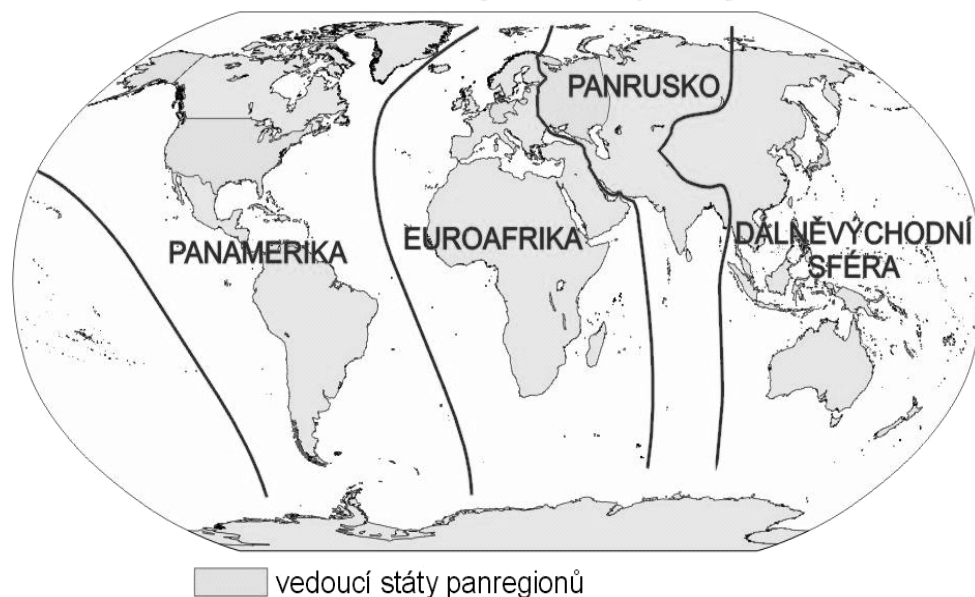 PANRUSKO
PANAMERIKA
EUROAFRIKA
DÁLNĚVÝCHODNÍ
SFÉRA
vedoucí státy panregionů